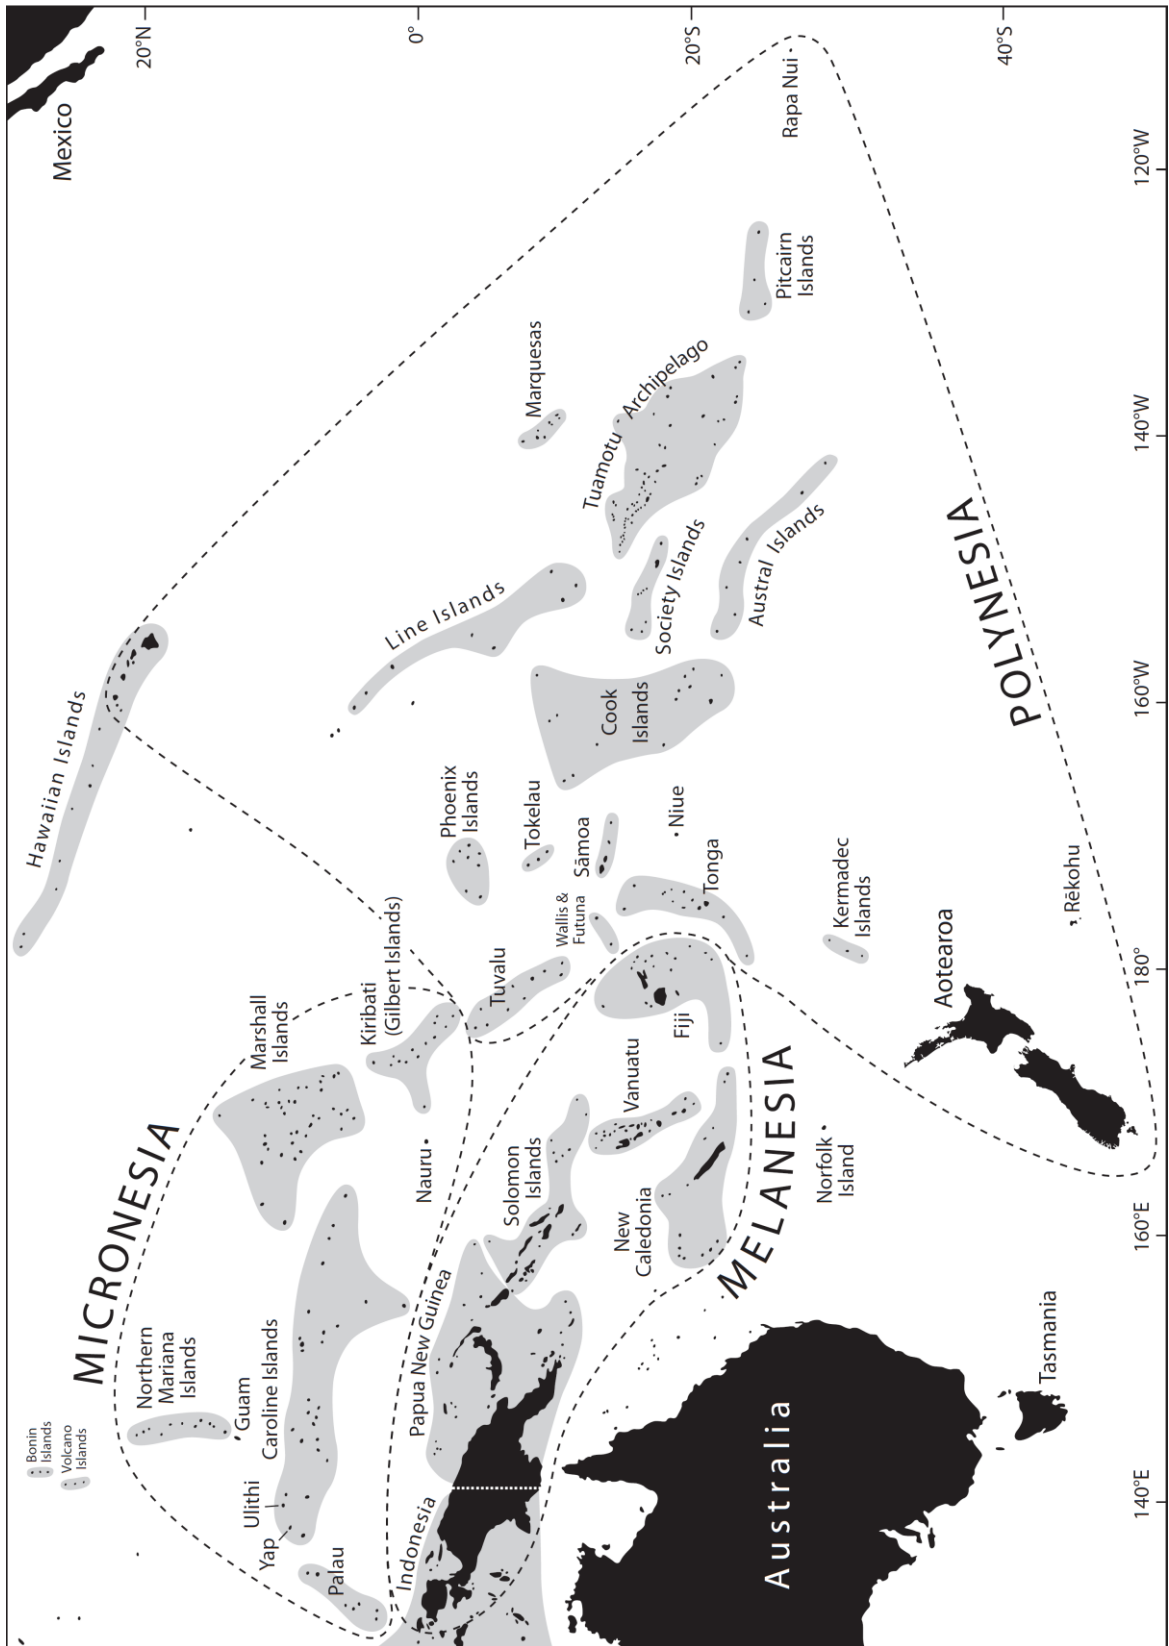 20°N
0°
20°S
40°S
Mexico
Rapa Nui
120°W
Pitcairn
Islands
Marquesas
Tuamotu Archipelago
140°W
Hawaiian Islands
Line Islands
Society Islands
Austral Islands
POLYNESIA
Cook
Islands
160°W
Phoenix
Islands
Tokelau
Sāmoa
Niue
Tonga
Wallis &
Futuna
Kermadec
Islands
Rēkohu
Aotearoa
180°
Marshall
Islands
Kiribati
(Gilbert Islands)
Tuvalu
Fiji
MICRONESIA
Nauru
Solomon
Islands
Vanuatu
New
Caledonia
MELANESIA
Norfolk
Island
160°E
Northern
Mariana
Islands
Guam
Caroline Islands
Papua New Guinea
Bonin
Islands
Volcano
Islands
Ulithi
Yap
Palau
Indonesia
Australia
Tasmania
140°E